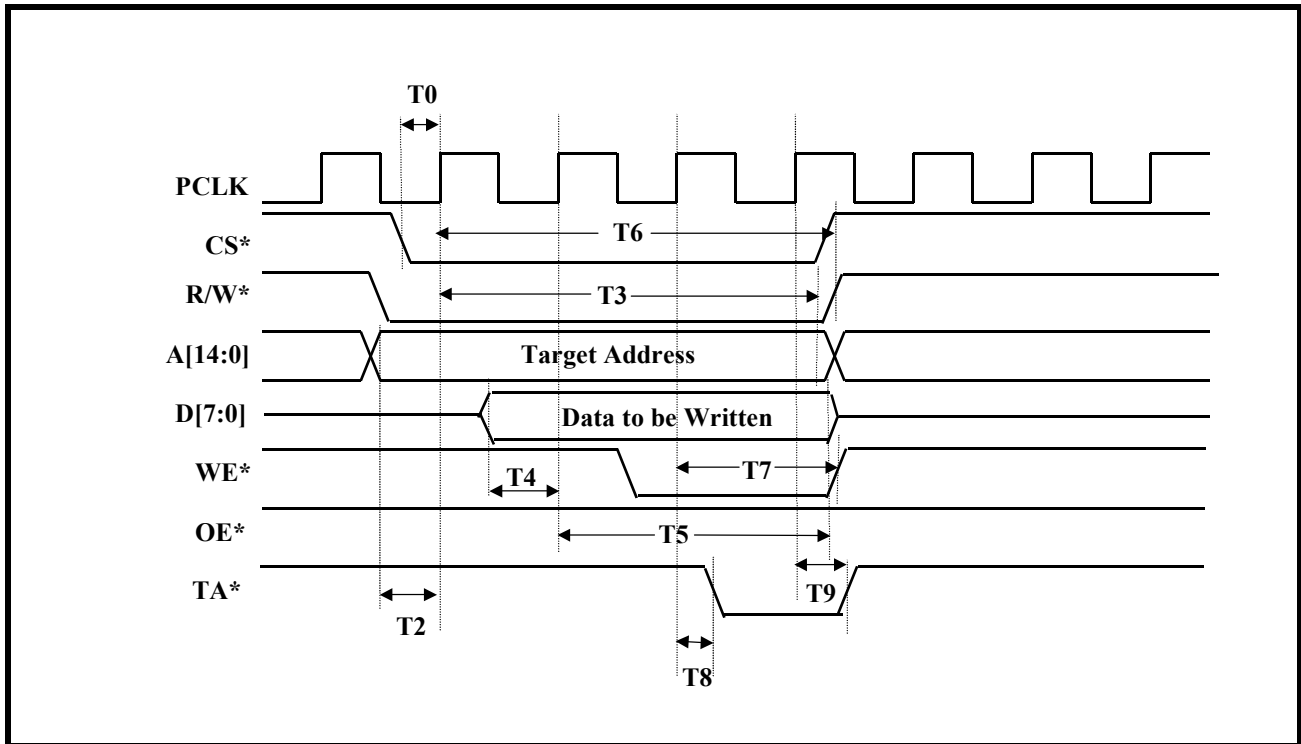 T0
PCLK
CS*
T6
R/W*
T3
A[14:0]
Target Address
D[7:0]
Data to be Written
WE*
T4
T7
OE*
T5
TA*
T9
T2
T8